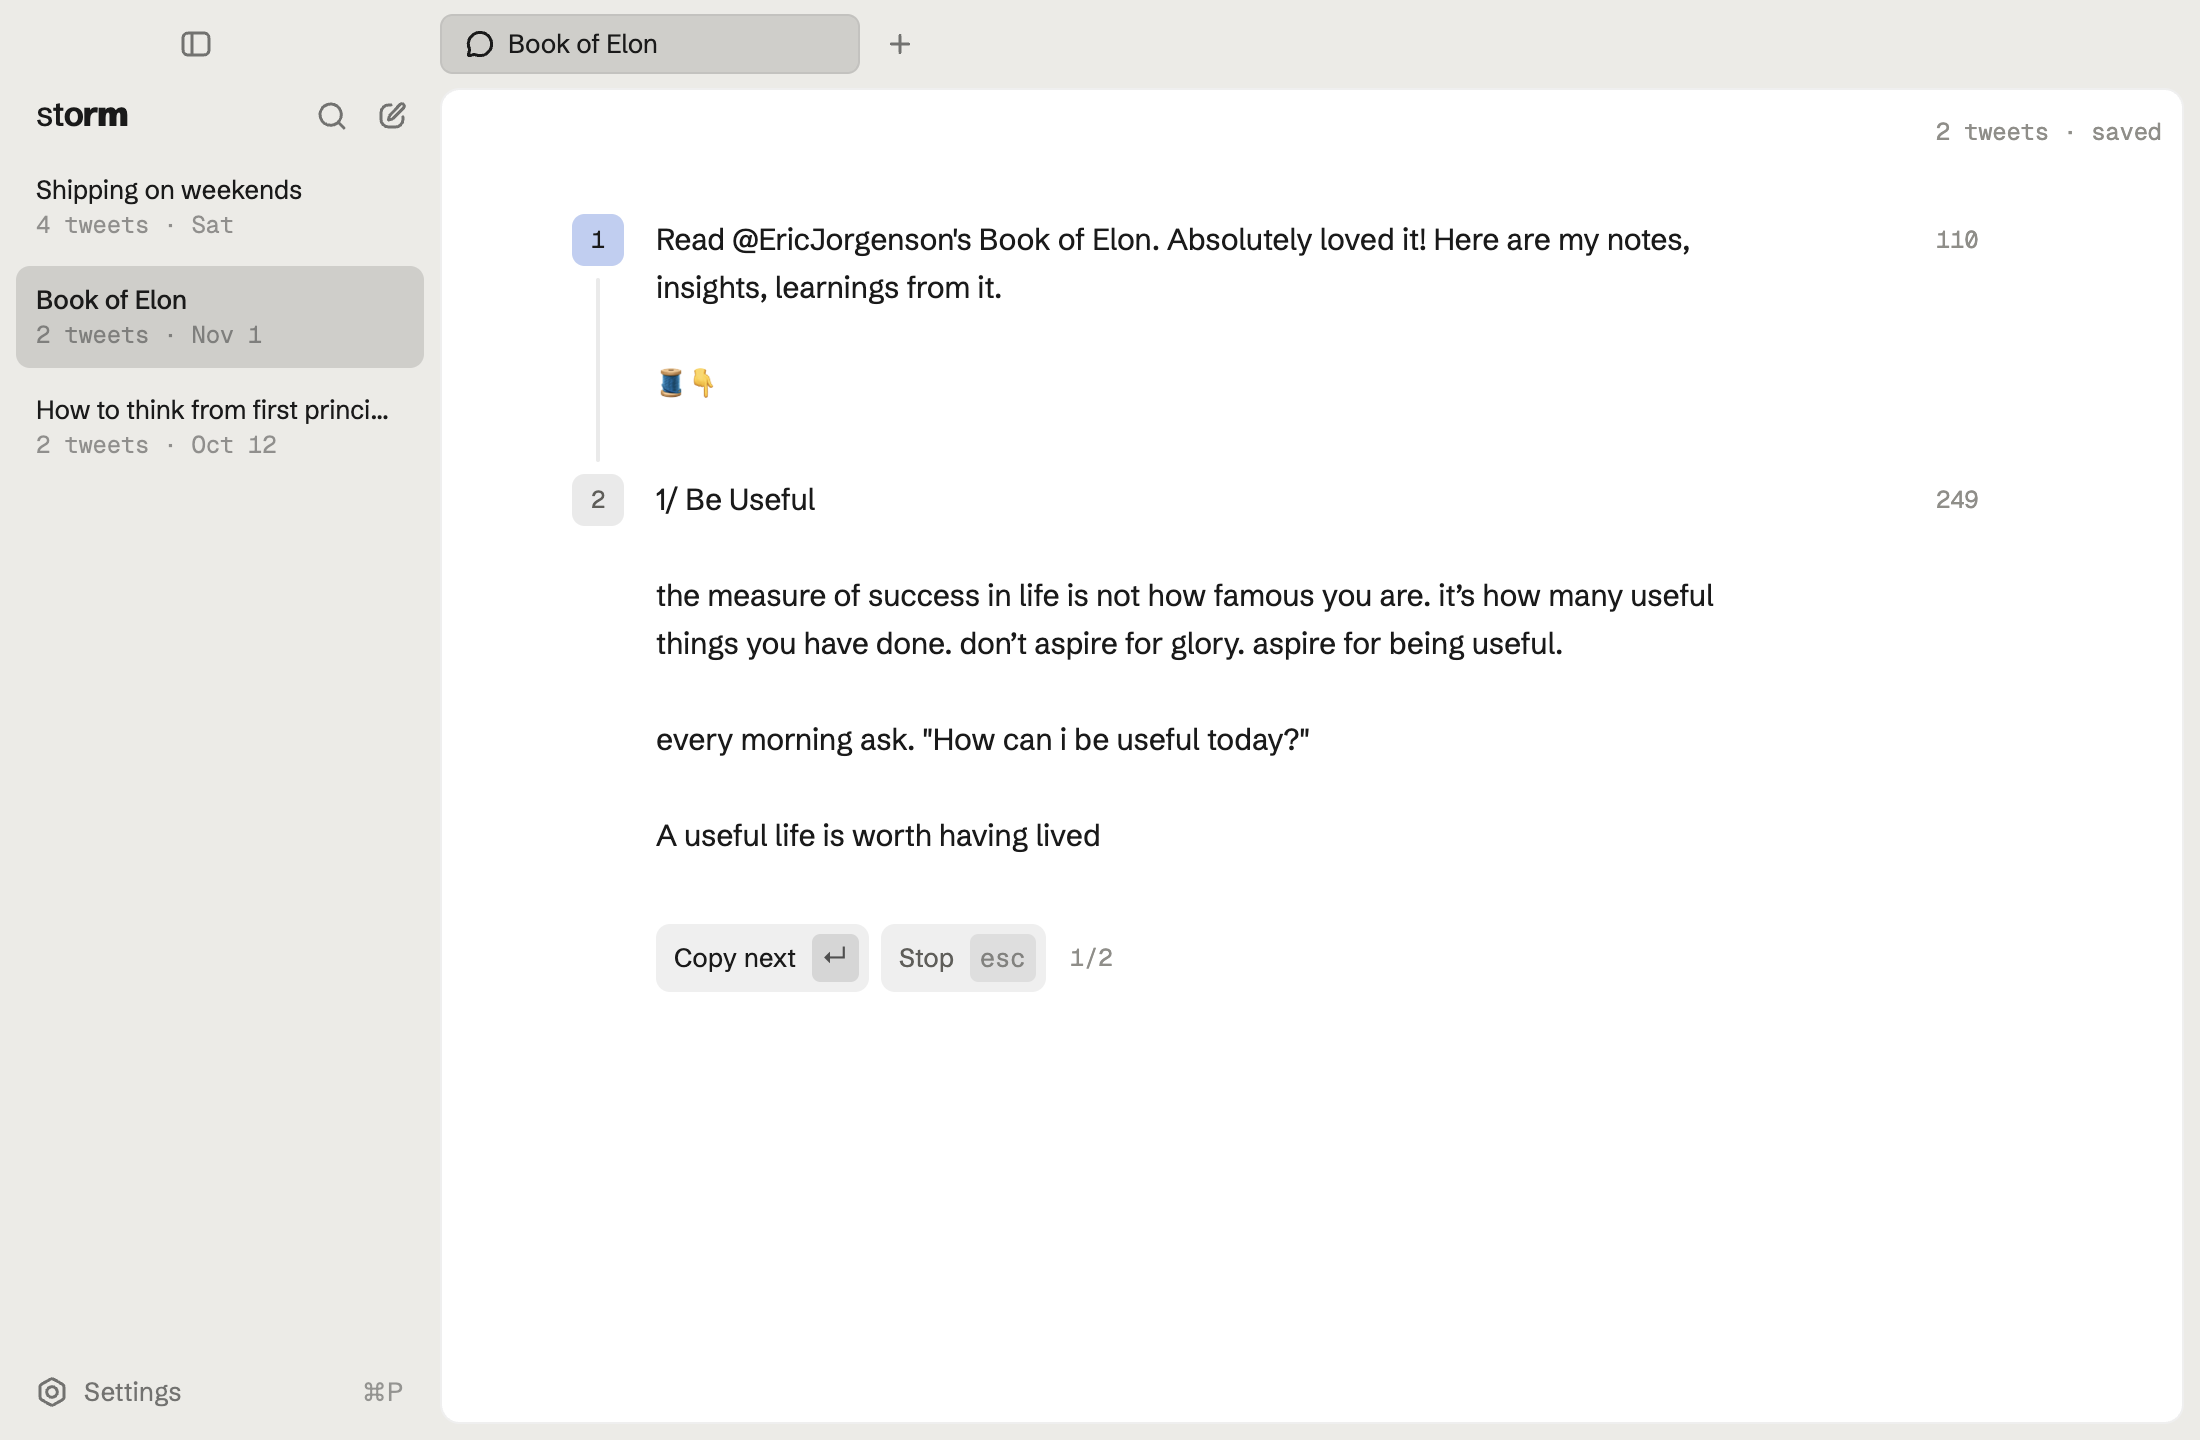 Book of Elon
storm
2 tweets · saved
Shipping on weekends
4 tweets · Sat
Book of Elon
2 tweets · Nov 1
How to think from first princi...
2 tweets · Oct 12
1
Read @EricJorgenson's Book of Elon. Absolutely loved it! Here are my notes,
110
insights, learnings from it.
🧵👇
2
1/ Be Useful
249
the measure of success in life is not how famous you are. it’s how many useful
things you have done. don’t aspire for glory. aspire for being useful.
every morning ask. "How can i be useful today?"
A useful life is worth having lived
Copy next ↵ Stop esc 1/2
Settings ⌘P